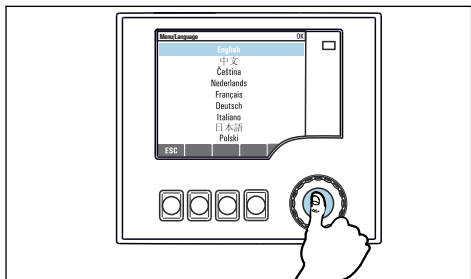 Menu/Language OK
English
中文
Čeština
Nederlands
Français
Deutsch
Italiano
日本語
Polski
ESC